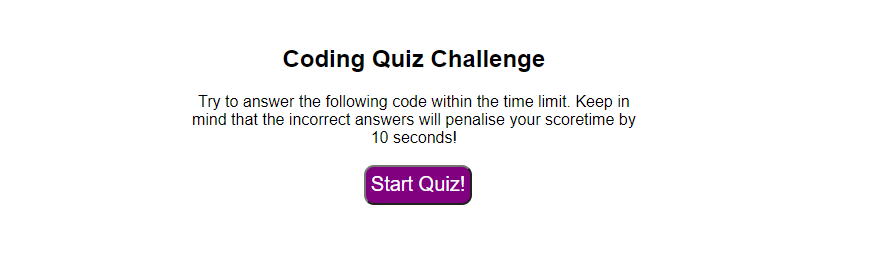 Coding Quiz Challenge
Try to answer the following code within the time limit. Keep in
mind that the incorrect answers will penalise your scoretime by
10 seconds!
Start Quiz!